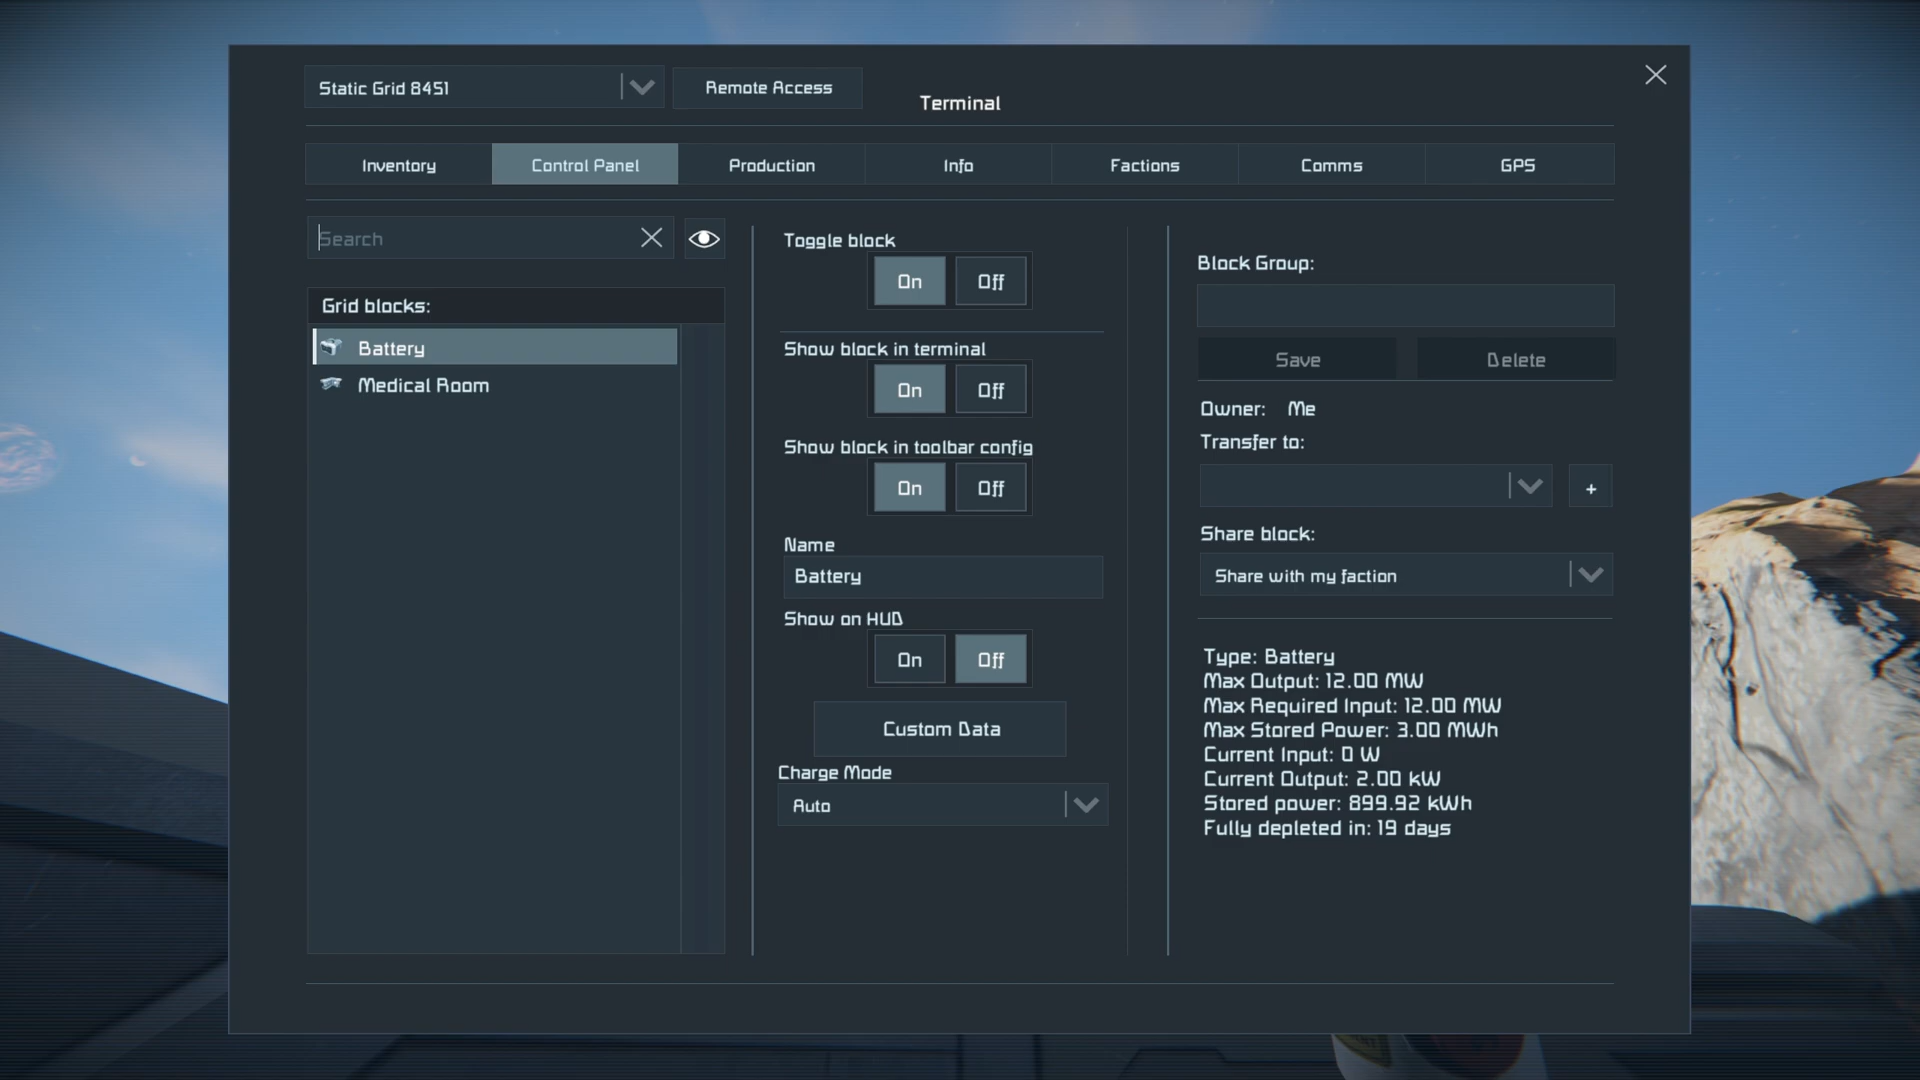 Static Grid 8451
Remote Access
Terminal
Inventory
Control Panel
Production
Info
Factions
Comms
GPS
Search
Grid blocks:
Battery
Medical Room
Toggle block
On
Off
Show block in terminal
On
Off
Show block in toolbar config
On
Off
Name
Battery
Show on HUD
On
Off
Custom Data
Charge Mode
Auto
Block Group:
Save
Delete
Owner: Me
Transfer to:
+
Share block:
Share with my faction
Type: Battery
Max Output: 12.00 MW
Max Required Input: 12.00 MW
Max Stored Power: 3.00 MWh
Current Input: 0 W
Current Output: 2.00 kW
Stored power: 899.92 kWh
Fully depleted in: 19 days